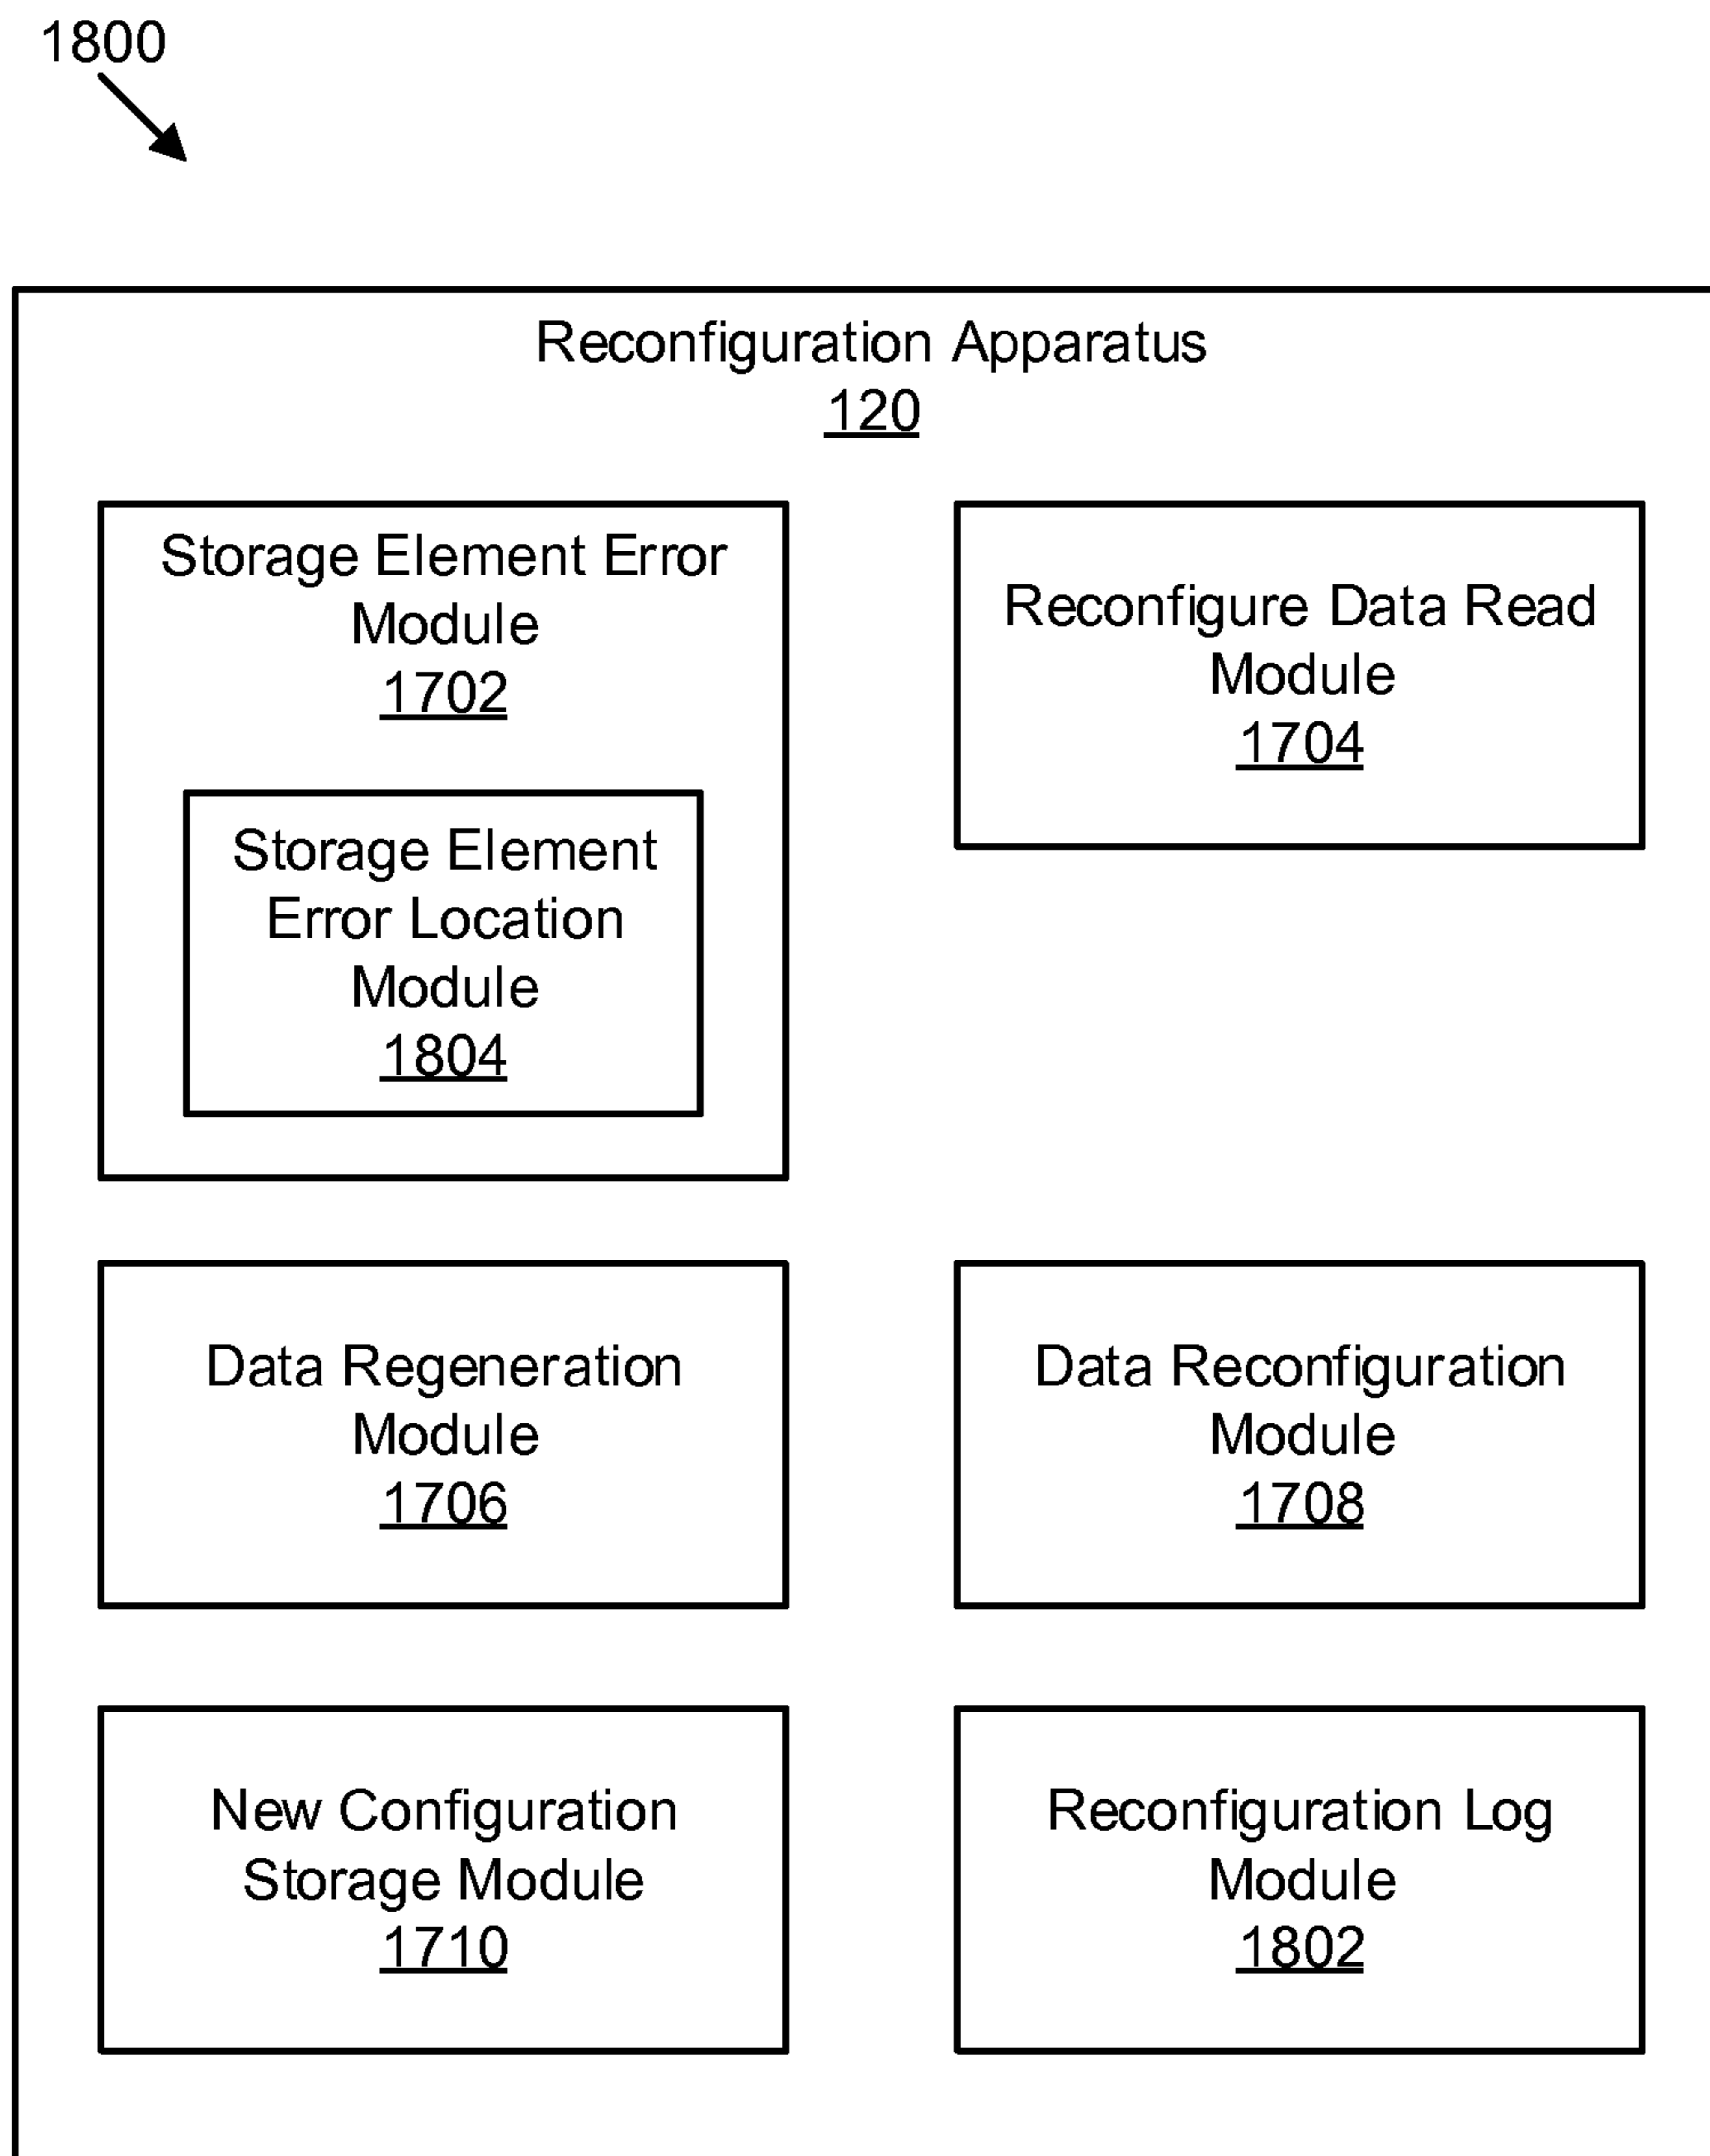 1800
Reconfiguration Apparatus
120
Storage Element Error
Module
1702
Storage Element
Error Location
Module
1804
Reconfigure Data Read
Module
1704
Data Regeneration
Module
1706
Data Reconfiguration
Module
1708
New Configuration
Storage Module
1710
Reconfiguration Log
Module
1802